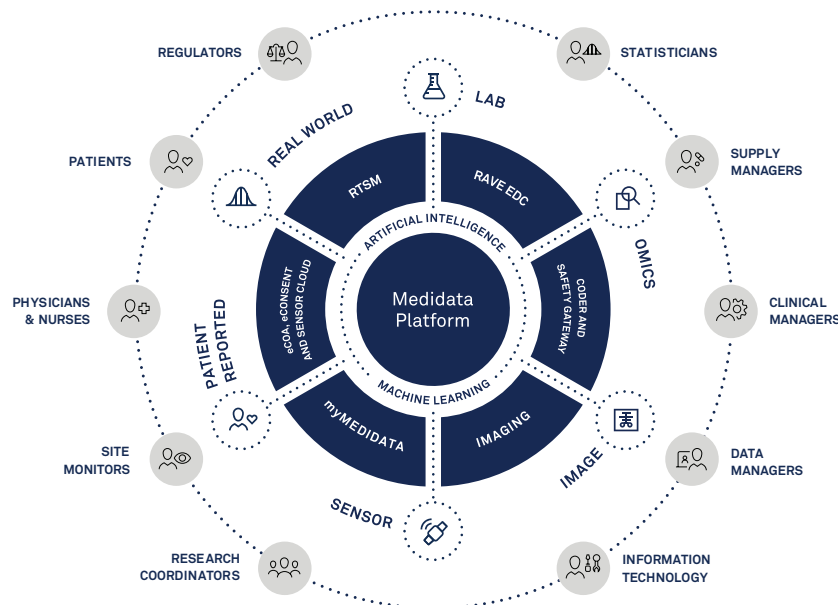 REGULATORS
STATISTICIANS
LAB
REAL WORLD
PATIENTS
SUPPLY
MANAGERS
RTSM
RAVE EDC
ARTIFICIAL INTELLIGENCE
OMICS
eCOA, eCONSENT
AND SENSOR CLOUD
Medidata
Platform
CODER AND
SAFETY GATEWAY
PHYSICIANS
& NURSES
CLINICAL
MANAGERS
PATIENT
REPORTED
MACHINE LEARNING
myMEDIDATA
IMAGING
IMAGE
SITE
MONITORS
DATA
MANAGERS
SENSOR
RESEARCH
COORDINATORS
INFORMATION
TECHNOLOGY